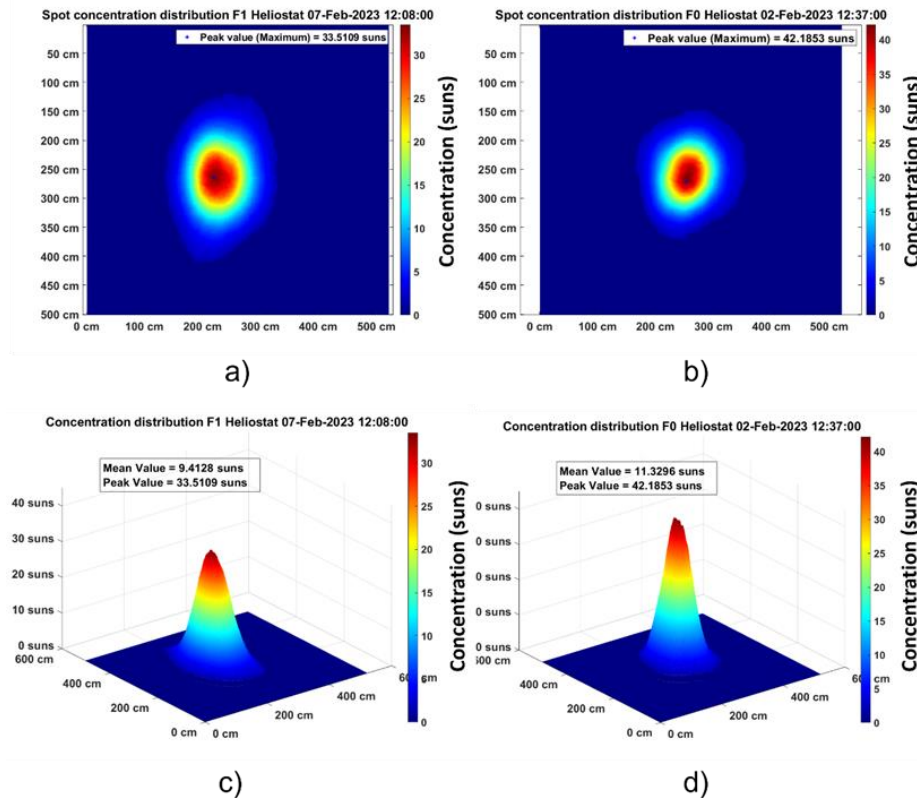 Spot concentration distribution F1 Heliostat 07-Feb-2023 12:08:00
Peak value (Maximum) = 33.5109 suns
50 cm
100 cm
150 cm
200 cm
250 cm
300 cm
350 cm
400 cm
450 cm
500 cm
0 cm 100 cm 200 cm 300 cm 400 cm 500 cm
30
25
20
15
10
5
0
Concentration (suns)
a)
Spot concentration distribution F0 Heliostat 02-Feb-2023 12:37:00
Peak value (Maximum) = 42.1853 suns
50 cm
100 cm
150 cm
200 cm
250 cm
300 cm
350 cm
400 cm
450 cm
500 cm
0 cm 100 cm 200 cm 300 cm 400 cm 500 cm
40
35
30
25
20
15
10
5
0
Concentration (suns)
b)
Concentration distribution F1 Heliostat 07-Feb-2023 12:08:00
Mean Value = 9.4128 suns
Peak Value = 33.5109 suns
40 suns
30 suns
20 suns
10 suns
0 suns
600 cm
400 cm
200 cm
0 cm
0 cm
200 cm
400 cm
6
30
25
20
15
10
5
0
Concentration (suns)
c)
Concentration distribution F0 Heliostat 02-Feb-2023 12:37:00
Mean Value = 11.3296 suns
Peak Value = 42.1853 suns
0 suns
0 suns
0 suns
0 suns
0 suns
600 cm
400 cm
200 cm
0 cm
0 cm
200 cm
400 cm
60
cm
40
35
30
25
20
15
10
5
0
Concentration (suns)
d)